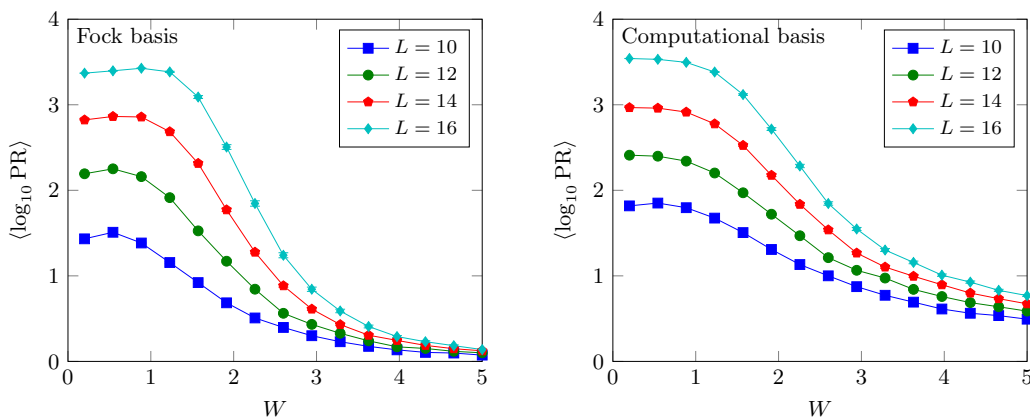 Fock basis
L = 10
L = 12
L = 14
L = 16
4
3
2
1
0
⟨log₁₀ PR⟩
0 1 2 3 4 5
W
Computational basis
L = 10
L = 12
L = 14
L = 16
4
3
2
1
0
⟨log₁₀ PR⟩
0 1 2 3 4 5
W